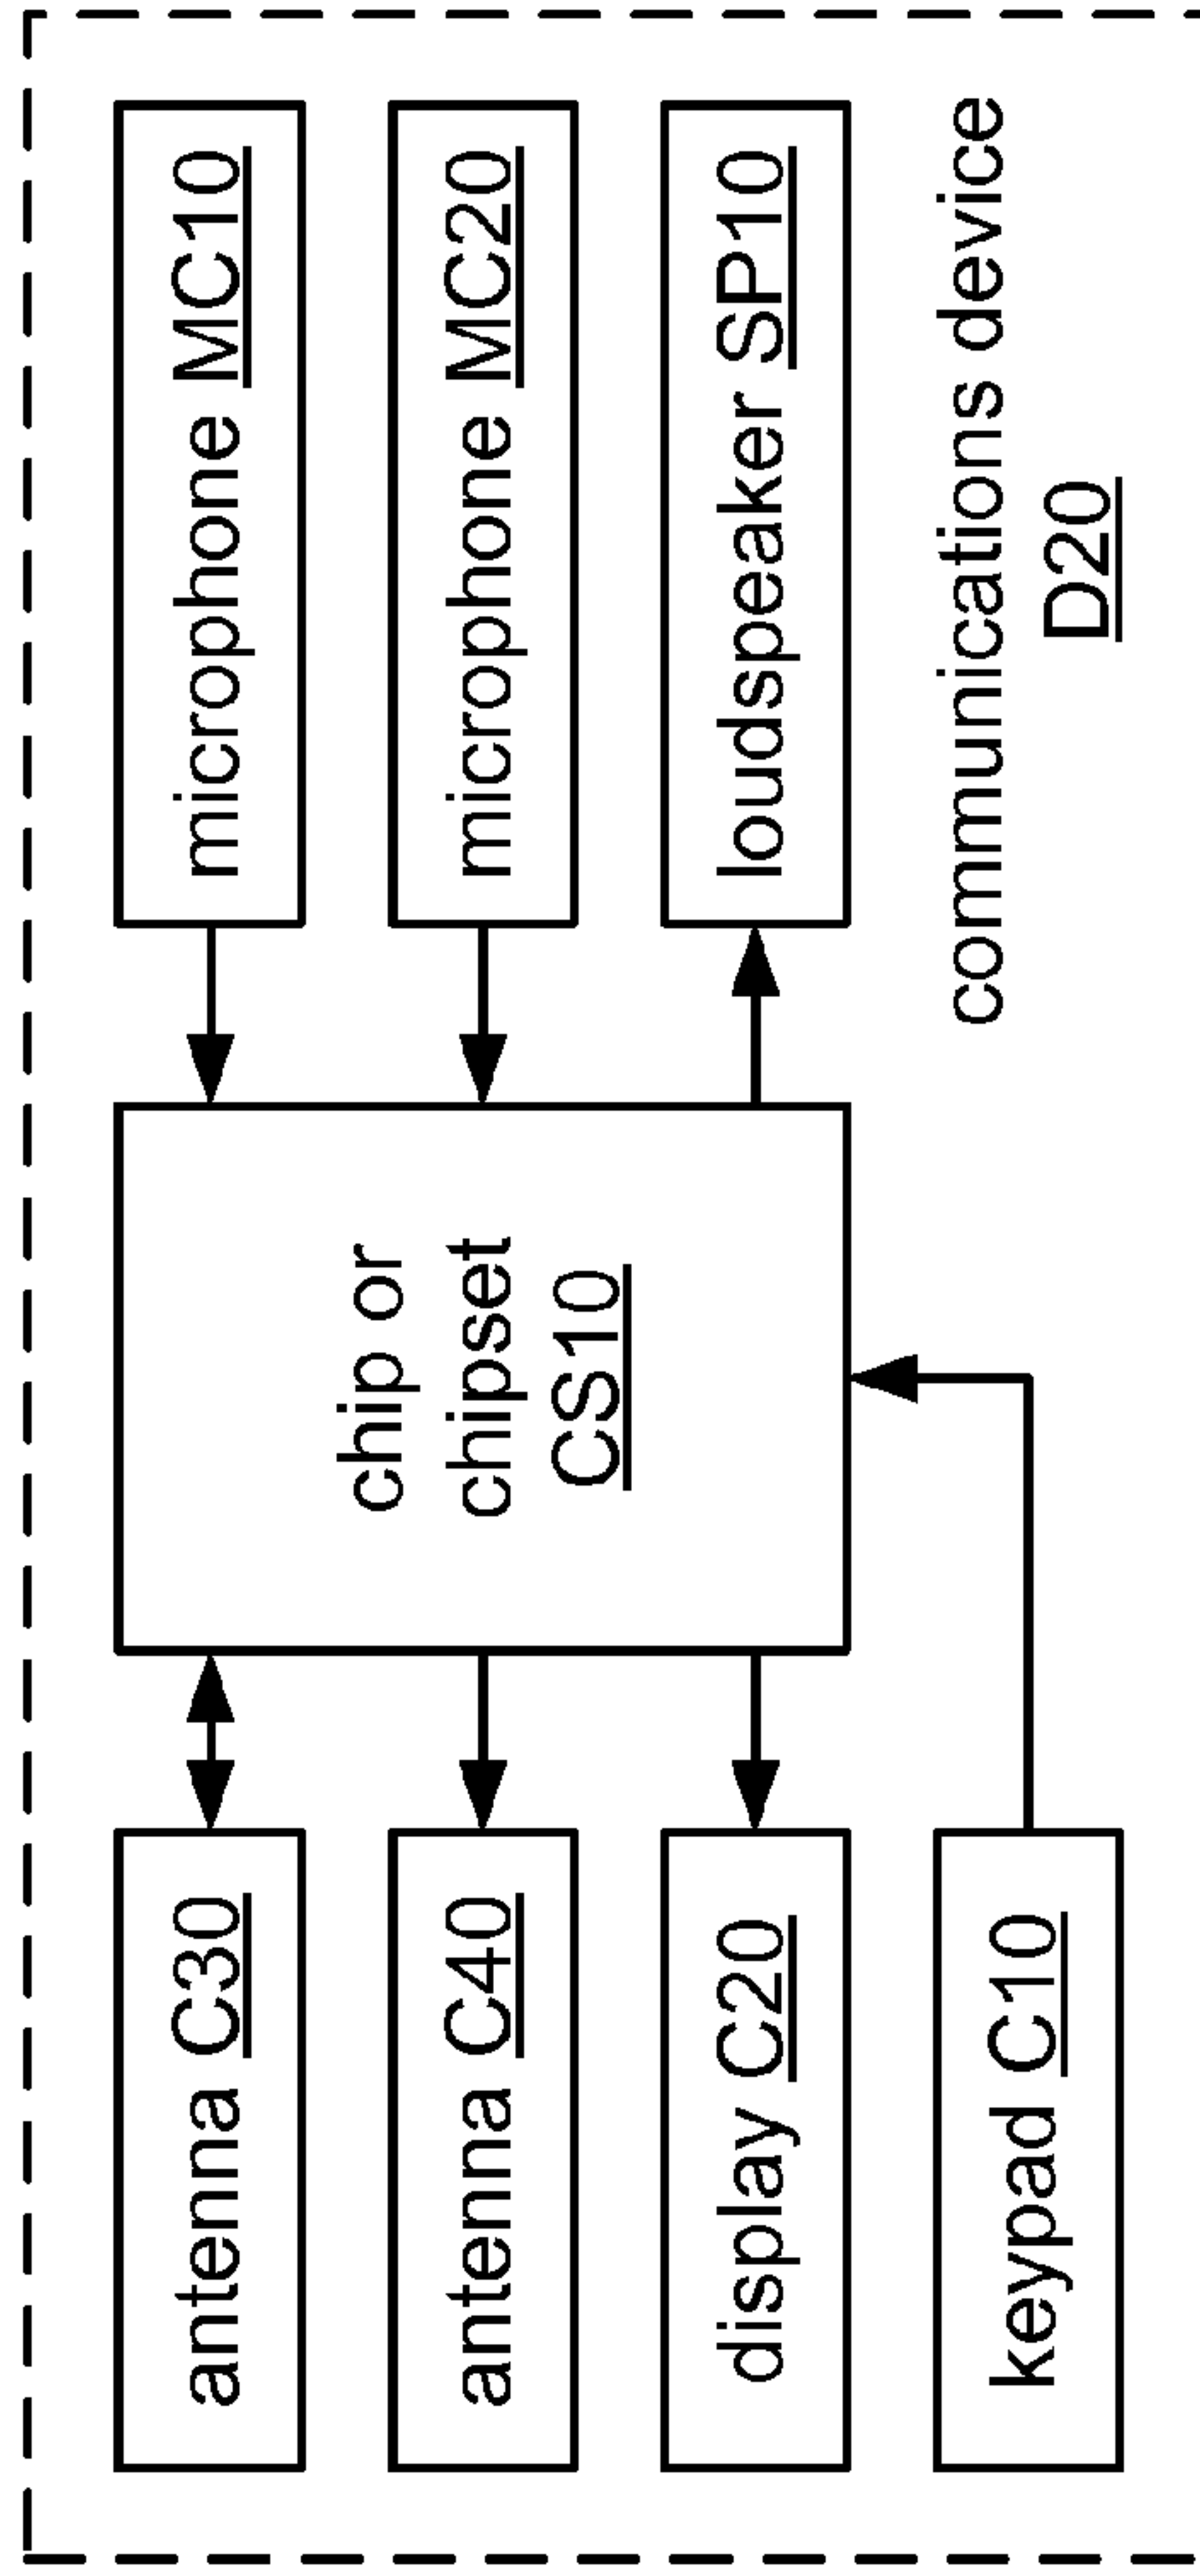 antenna C30
antenna C40
display C20
keypad C10
chip or
chipset
CS10
microphone MC10
microphone MC20
loudspeaker SP10
communications device
D20